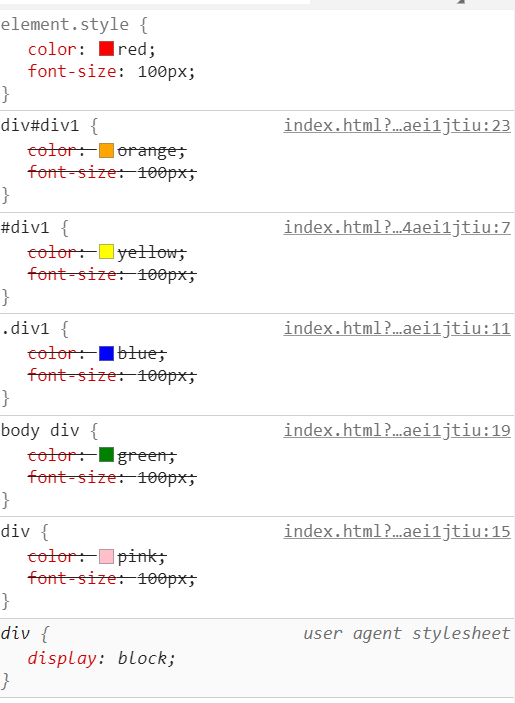 element.style {
color: red;
font-size: 100px;
}
div#div1 { index.html?…aei1jtiu:23
color: orange;
font-size: 100px;
}
#div1 { index.html?…4aei1jtiu:7
color: yellow;
font-size: 100px;
}
.div1 { index.html?…aei1jtiu:11
color: blue;
font-size: 100px;
}
body div { index.html?…aei1jtiu:19
color: green;
font-size: 100px;
}
div { index.html?…aei1jtiu:15
color: pink;
font-size: 100px;
}
div { user agent stylesheet
display: block;
}